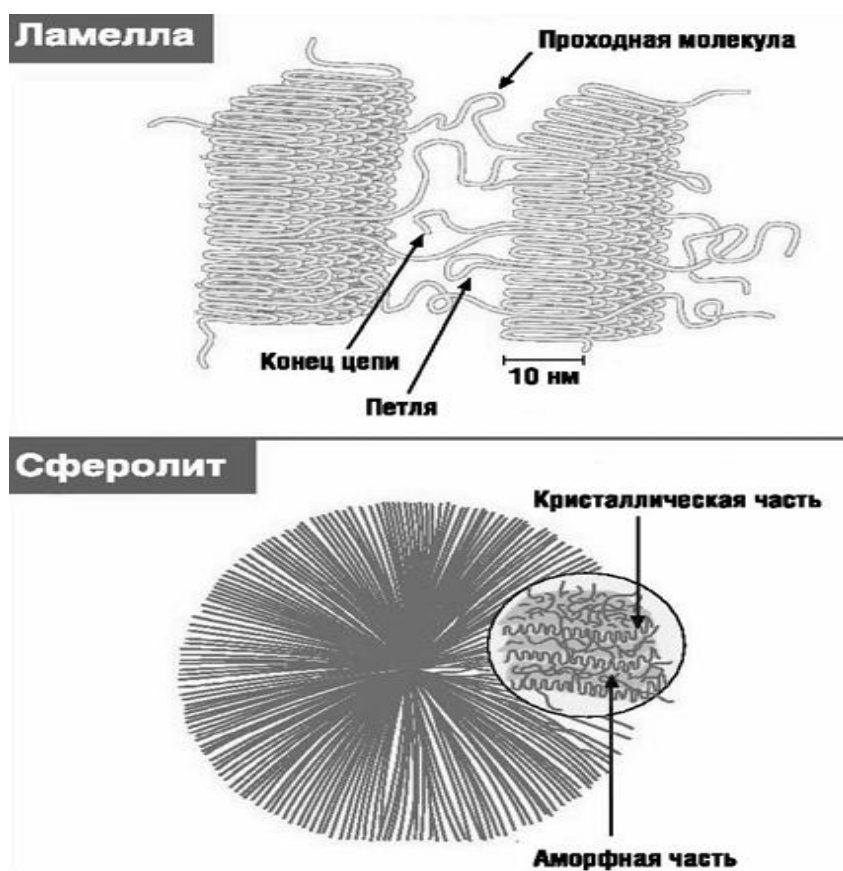 Ламелла
Проходная молекула
Конец цепи
10 нм
Петля
Сферолит
Кристаллическая часть
Аморфная часть